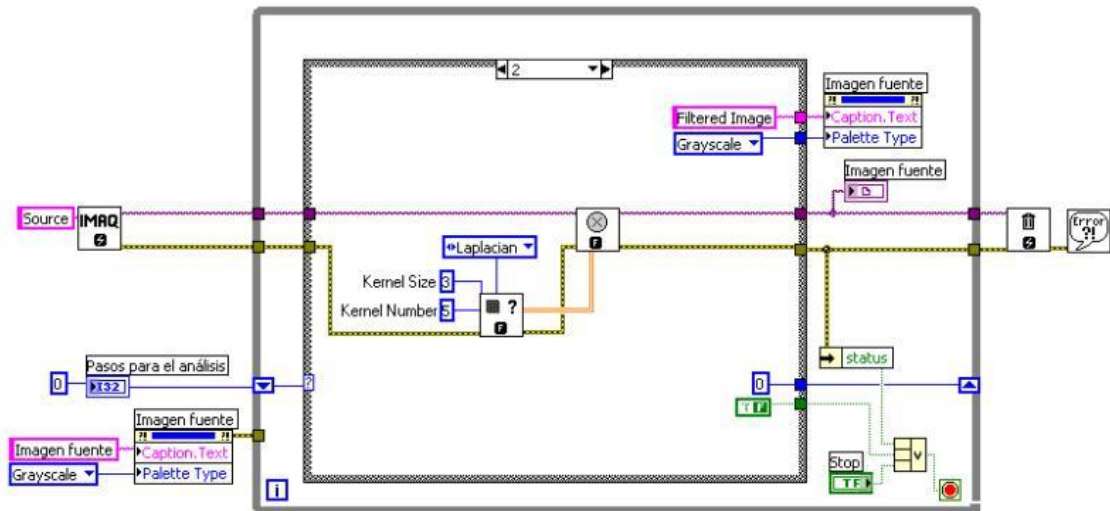 2
Imagen fuente
Filtered Image
Caption.Text
Grayscale
Palette Type
Imagen fuente
Source
IMAQ
Error
?!
Laplacian
Kernel Size 3
Kernel Number 5
?
F
F
Pasos para el análisis
0
I32
?
status
0
Imagen fuente
T F
Imagen fuente
Caption.Text
Grayscale
Palette Type
Stop
TF
V
i